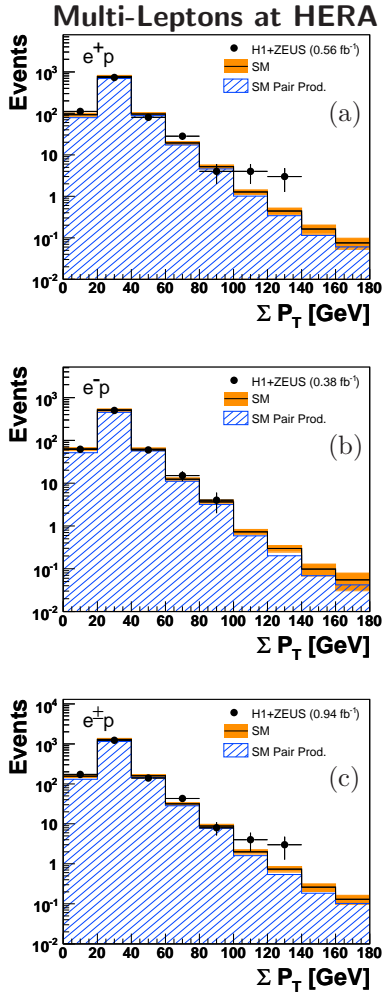 Multi-Leptons at HERA
Events
e⁺p
H1+ZEUS (0.56 fb⁻¹)
SM
SM Pair Prod.
(a)
10³
10²
10
1
10⁻¹
10⁻²
0 20 40 60 80 100 120 140 160 180
Σ P_T [GeV]
Events
e⁻p
H1+ZEUS (0.38 fb⁻¹)
SM
SM Pair Prod.
(b)
10³
10²
10
1
10⁻¹
10⁻²
0 20 40 60 80 100 120 140 160 180
Σ P_T [GeV]
Events
e±p
H1+ZEUS (0.94 fb⁻¹)
SM
SM Pair Prod.
(c)
10⁴
10³
10²
10
1
10⁻¹
10⁻²
0 20 40 60 80 100 120 140 160 180
Σ P_T [GeV]